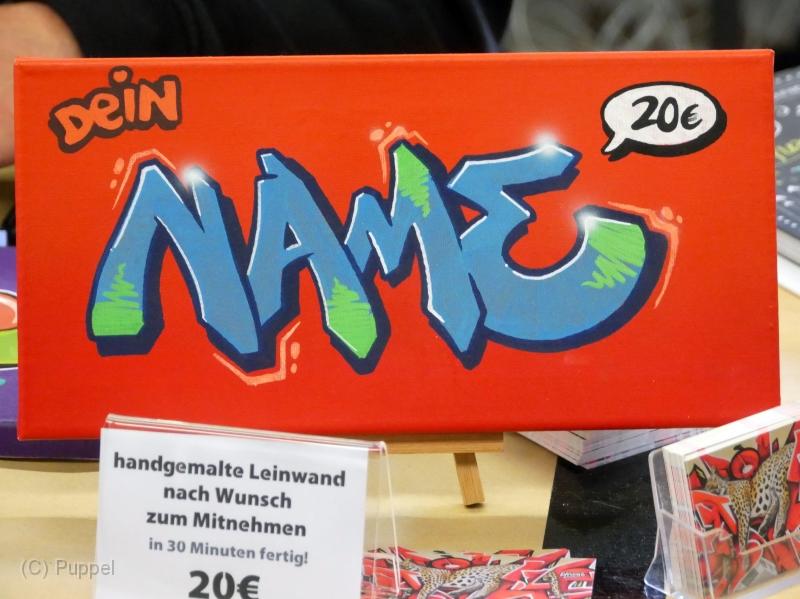 DeiN
20€
NAME
handgemalte Leinwand
nach Wunsch
zum Mitnehmen
in 30 Minuten fertig!
20€
(C) Puppel